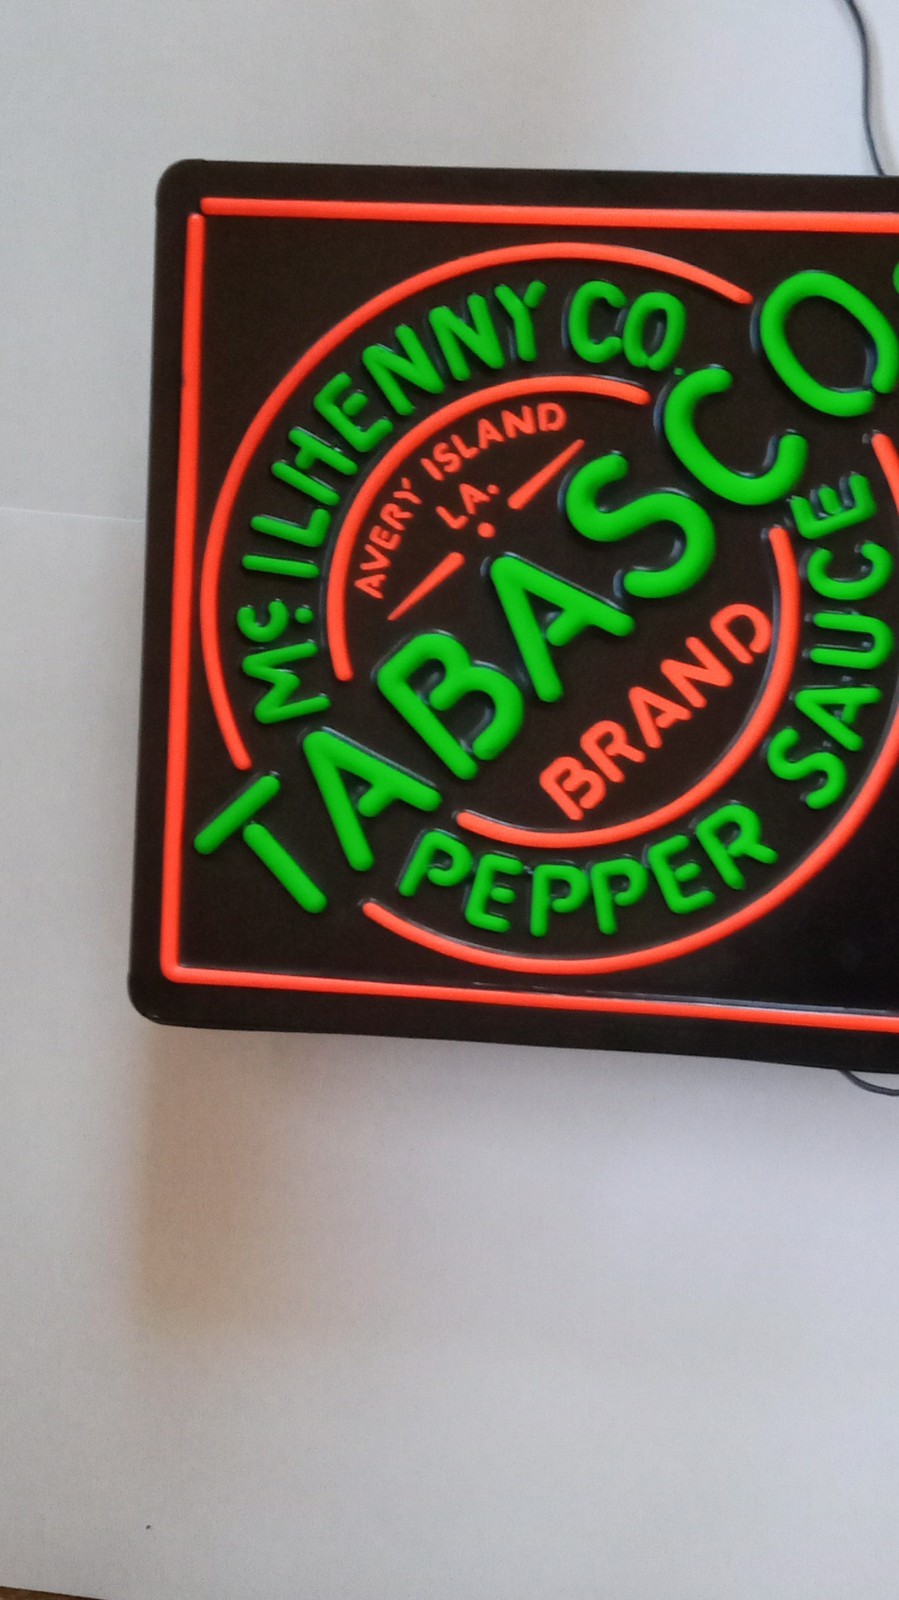 McILHENNY CO.
AVERY ISLAND
LA.
TABASCO
BRAND
PEPPER SAUCE